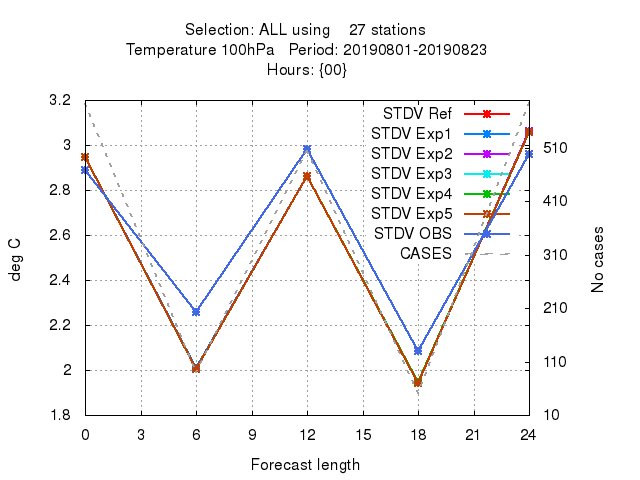 Selection: ALL using 27 stations
Temperature 100hPa Period: 20190801-20190823
Hours: {00}
3.2
3
2.8
2.6
2.4
2.2
2
1.8
deg C
STDV Ref
STDV Exp1
STDV Exp2
STDV Exp3
STDV Exp4
STDV Exp5
STDV OBS
CASES
510
410
310
210
110
10
No cases
0 3 6 9 12 15 18 21 24
Forecast length